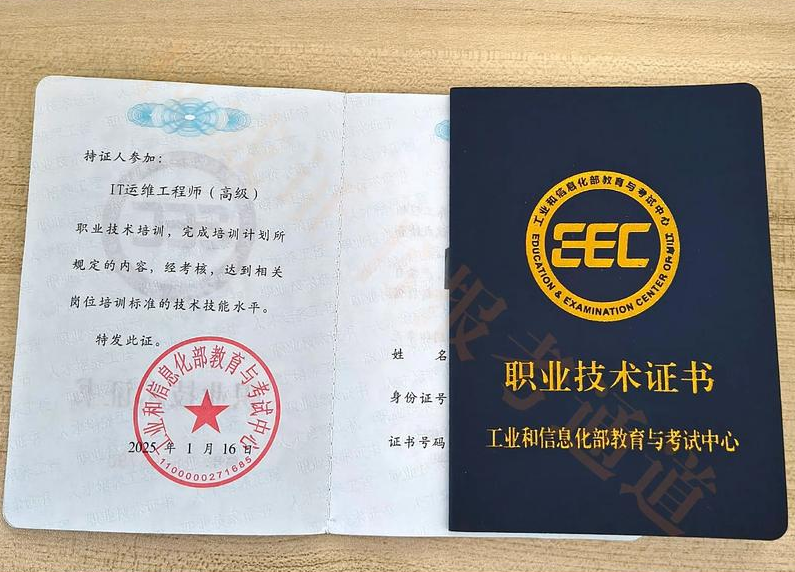 持证人参加：
IT运维工程师（高级）
职业技术培训，完成培训计划所
规定的内容，经考核，达到相关
岗位培训标准的技术技能水平。
特发此证。
工业和信息化部教育与考试中心
2025 年 1 月 16 日
1100000271685
姓 名
身份证号
证书号码
工业和信息化部教育与考试中心
EEC
EDUCATION & EXAMINATION CENTER OF MIIT
职业技术证书
工业和信息化部教育与考试中心